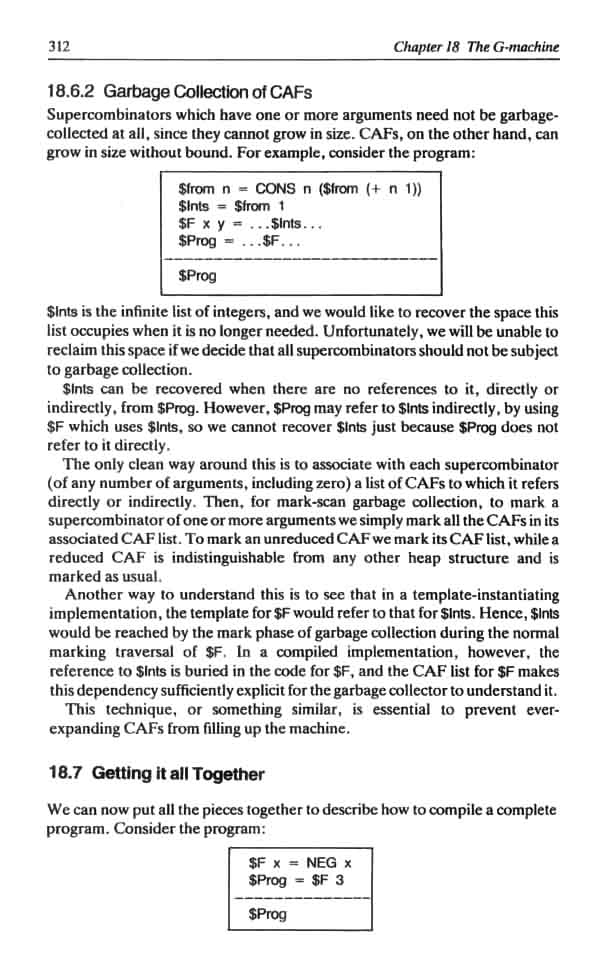 312
Chapter 18 The G-machine
18.6.2 Garbage Collection of CAFs
Supercombinators which have one or more arguments need not be garbage-
collected at all, since they cannot grow in size. CAFs, on the other hand, can
grow in size without bound. For example, consider the program:
$from n = CONS n ($from (+ n 1))
$Ints = $from 1
$F x y = ...$Ints...
$Prog = ...$F...
$Prog
$Ints is the infinite list of integers, and we would like to recover the space this
list occupies when it is no longer needed. Unfortunately, we will be unable to
reclaim this space if we decide that all supercombinators should not be subject
to garbage collection.
$Ints can be recovered when there are no references to it, directly or
indirectly, from $Prog. However, $Prog may refer to $Ints indirectly, by using
$F which uses $Ints, so we cannot recover $Ints just because $Prog does not
refer to it directly.
The only clean way around this is to associate with each supercombinator
(of any number of arguments, including zero) a list of CAFs to which it refers
directly or indirectly. Then, for mark-scan garbage collection, to mark a
supercombinator of one or more arguments we simply mark all the CAFs in its
associated CAF list. To mark an unreduced CAF we mark its CAF list, while a
reduced CAF is indistinguishable from any other heap structure and is
marked as usual.
Another way to understand this is to see that in a template-instantiating
implementation, the template for $F would refer to that for $Ints. Hence, $Ints
would be reached by the mark phase of garbage collection during the normal
marking traversal of $F. In a compiled implementation, however, the
reference to $Ints is buried in the code for $F, and the CAF list for $F makes
this dependency sufficiently explicit for the garbage collector to understand it.
This technique, or something similar, is essential to prevent ever-
expanding CAFs from filling up the machine.
18.7 Getting it all Together
We can now put all the pieces together to describe how to compile a complete
program. Consider the program:
$F x = NEG x
$Prog = $F 3
$Prog